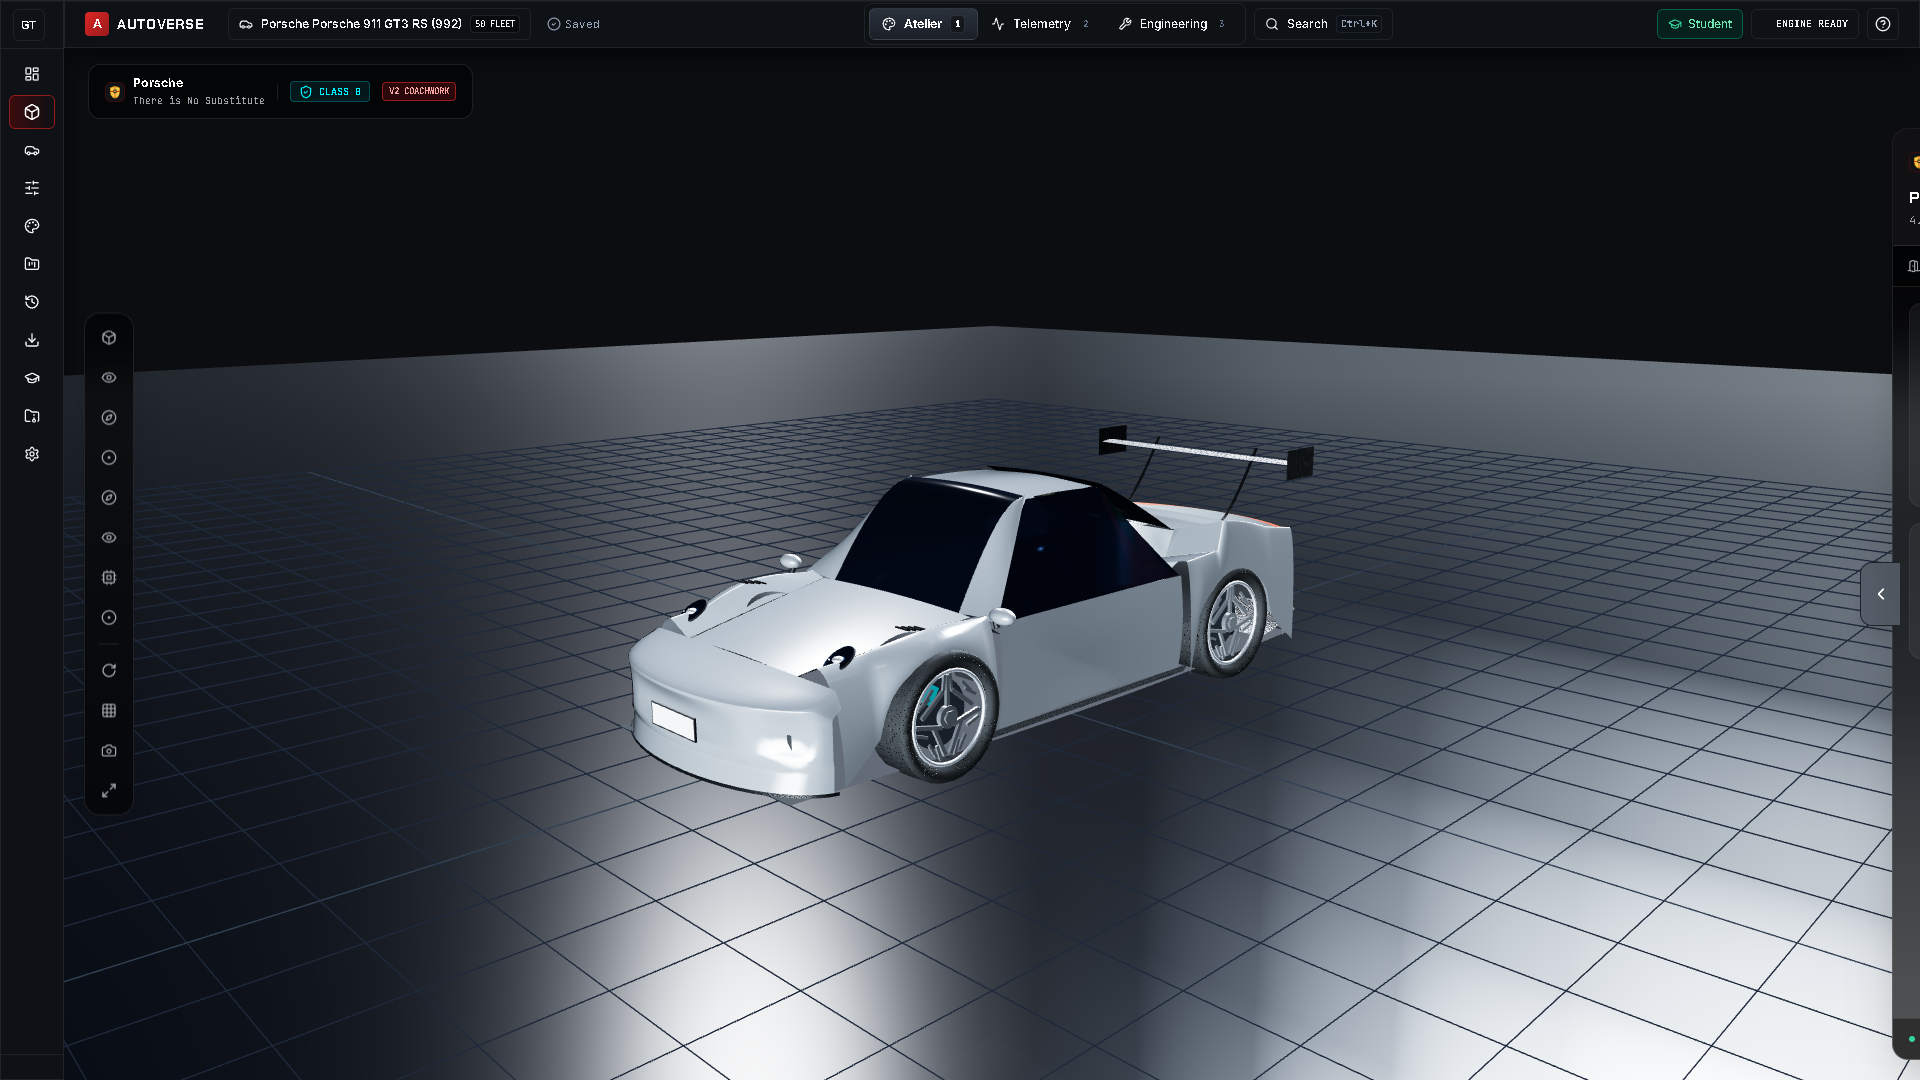 GT
A AUTOVERSE
Porsche Porsche 911 GT3 RS (992) 50 FLEET
Saved
Atelier 1
Telemetry 2
Engineering 3
Search Ctrl+K
Student
ENGINE READY
Porsche
There is No Substitute
CLASS B
V2 COACHWORK
P
4.